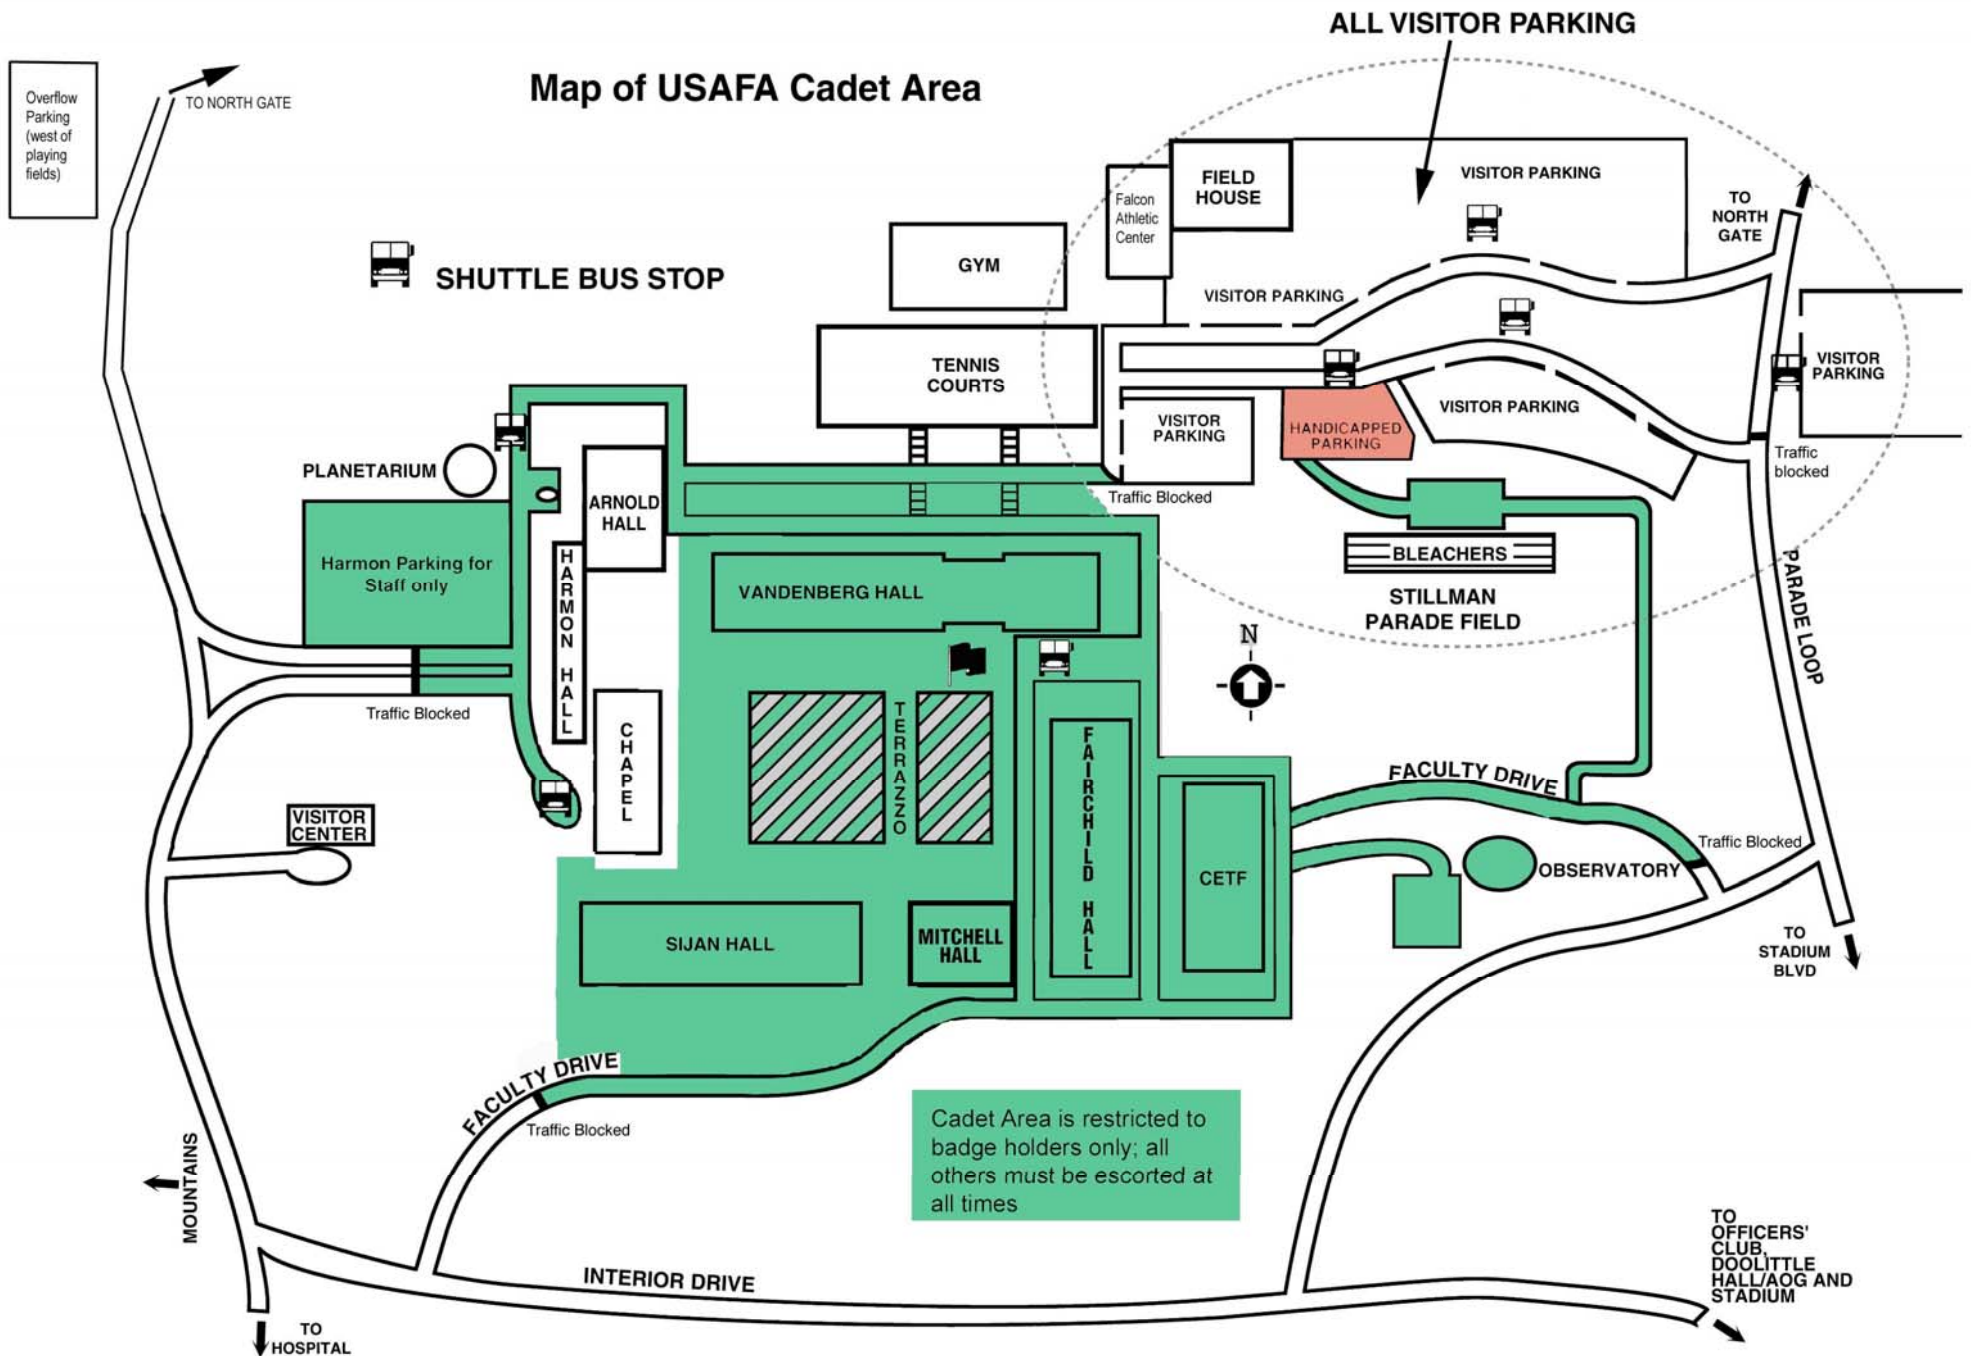 ALL VISITOR PARKING
Map of USAFA Cadet Area
Overflow
Parking
(west of
playing
fields)
TO NORTH GATE
SHUTTLE BUS STOP
FIELD
HOUSE
Falcon
Athletic
Center
VISITOR PARKING
TO
NORTH
GATE
GYM
VISITOR PARKING
TENNIS
COURTS
VISITOR
PARKING
VISITOR PARKING
VISITOR
PARKING
HANDICAPPED
PARKING
Traffic
blocked
Traffic Blocked
PLANETARIUM
ARNOLD
HALL
Harmon Parking for
Staff only
HARMON HALL
VANDENBERG HALL
BLEACHERS
STILLMAN
PARADE FIELD
PARADE LOOP
N
Traffic Blocked
CHAPEL
TERRAZZO
FAIRCHILD HALL
FACULTY DRIVE
VISITOR
CENTER
CETF
OBSERVATORY
Traffic Blocked
SIJAN HALL
MITCHELL
HALL
TO
STADIUM
BLVD
FACULTY DRIVE
Traffic Blocked
Cadet Area is restricted to
badge holders only; all
others must be escorted at
all times
MOUNTAINS
INTERIOR DRIVE
TO
OFFICERS'
CLUB,
DOOLITTLE
HALL/AOG AND
STADIUM
TO
HOSPITAL